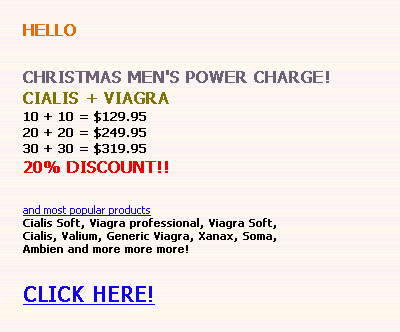 HELLO
CHRISTMAS MEN'S POWER CHARGE!
CIALIS + VIAGRA
10 + 10 = $129.95
20 + 20 = $249.95
30 + 30 = $319.95
20% DISCOUNT!!
and most popular products
Cialis Soft, Viagra professional, Viagra Soft,
Cialis, Valium, Generic Viagra, Xanax, Soma,
Ambien and more more more!
CLICK HERE!